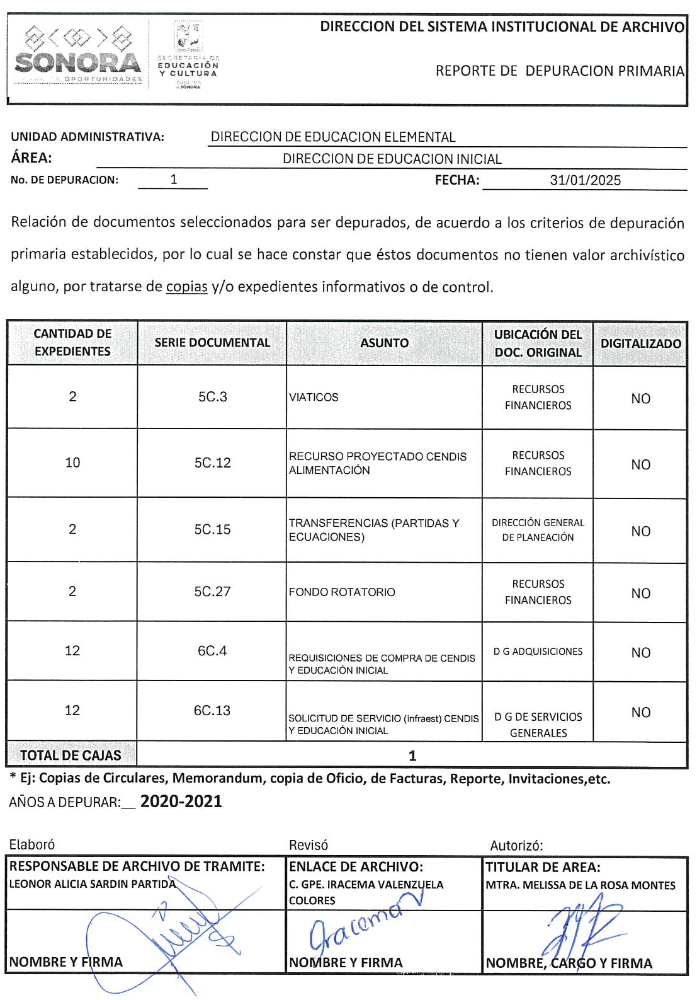 SONORA
OPORTUNIDADES
SECRETARÍA DE
EDUCACIÓN
Y CULTURA
GOBIERNO
DE SONORA
DIRECCION DEL SISTEMA INSTITUCIONAL DE ARCHIVO
REPORTE DE DEPURACION PRIMARIA
UNIDAD ADMINISTRATIVA: DIRECCION DE EDUCACION ELEMENTAL
ÁREA: DIRECCION DE EDUCACION INICIAL
No. DE DEPURACION: 1 FECHA: 31/01/2025
Relación de documentos seleccionados para ser depurados, de acuerdo a los criterios de depuración
primaria establecidos, por lo cual se hace constar que éstos documentos no tienen valor archivístico
alguno, por tratarse de copias y/o expedientes informativos o de control.
CANTIDAD DE
EXPEDIENTES
SERIE DOCUMENTAL
ASUNTO
UBICACIÓN DEL
DOC. ORIGINAL
DIGITALIZADO
2
5C.3
VIATICOS
RECURSOS
FINANCIEROS
NO
10
5C.12
RECURSO PROYECTADO CENDIS
ALIMENTACIÓN
RECURSOS
FINANCIEROS
NO
2
5C.15
TRANSFERENCIAS (PARTIDAS Y
ECUACIONES)
DIRECCIÓN GENERAL
DE PLANEACIÓN
NO
2
5C.27
FONDO ROTATORIO
RECURSOS
FINANCIEROS
NO
12
6C.4
REQUISICIONES DE COMPRA DE CENDIS
Y EDUCACIÓN INICIAL
D G ADQUISICIONES
NO
12
6C.13
SOLICITUD DE SERVICIO (infraest) CENDIS
Y EDUCACIÓN INICIAL
D G DE SERVICIOS
GENERALES
NO
TOTAL DE CAJAS 1
* Ej: Copias de Circulares, Memorandum, copia de Oficio, de Facturas, Reporte, Invitaciones,etc.
AÑOS A DEPURAR:__ 2020-2021
Elaboró
RESPONSABLE DE ARCHIVO DE TRAMITE:
LEONOR ALICIA SARDIN PARTIDA
NOMBRE Y FIRMA
Revisó
ENLACE DE ARCHIVO:
C. GPE. IRACEMA VALENZUELA
COLORES
Iracema V
NOMBRE Y FIRMA
Autorizó:
TITULAR DE AREA:
MTRA. MELISSA DE LA ROSA MONTES
NOMBRE, CARGO Y FIRMA